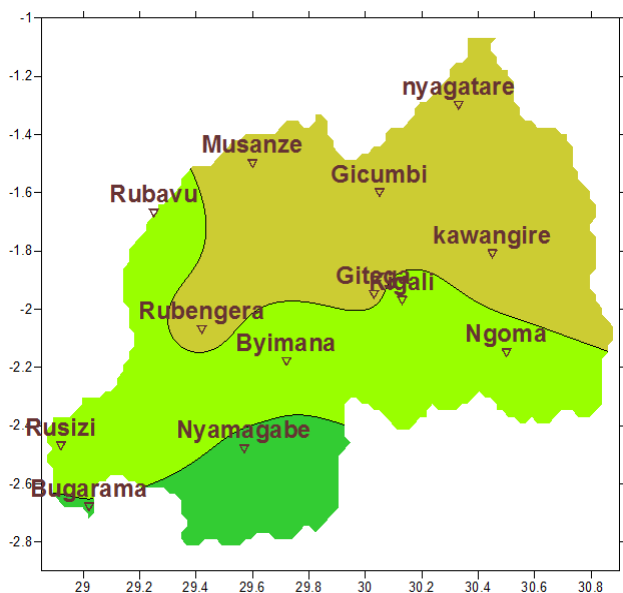 -1
-1.2
nyagatare
-1.4
Musanze
Gicumbi
-1.6
Rubavu
-1.8
kawangire
Gitega
Kigali
-2
Rubengera
Ngoma
Byimana
-2.2
-2.4
Rusizi
Nyamagabe
-2.6
Bugarama
-2.8
29 29.2 29.4 29.6 29.8 30 30.2 30.4 30.6 30.8